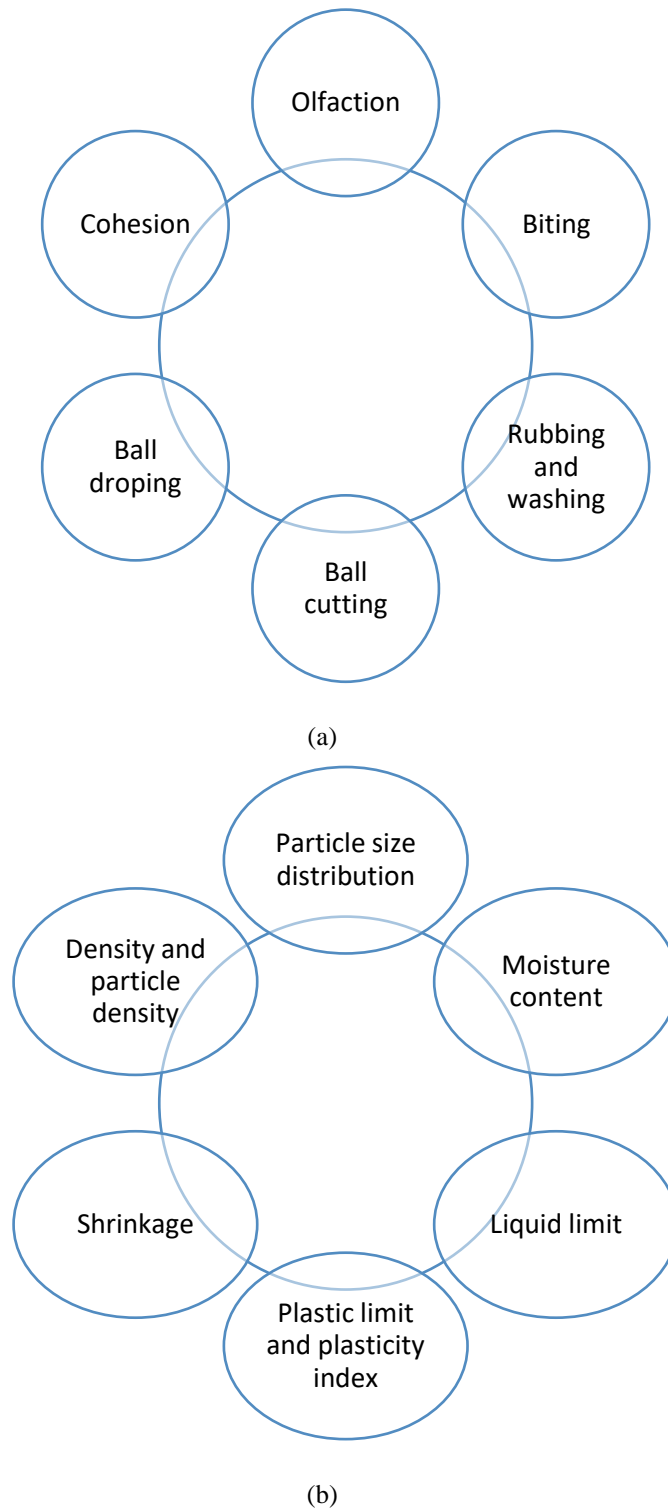 Olfaction
Biting
Rubbing
and
washing
Ball
cutting
Ball
droping
Cohesion
(a)
Particle size
distribution
Moisture
content
Liquid limit
Plastic limit
and plasticity
index
Shrinkage
Density and
particle
density
(b)